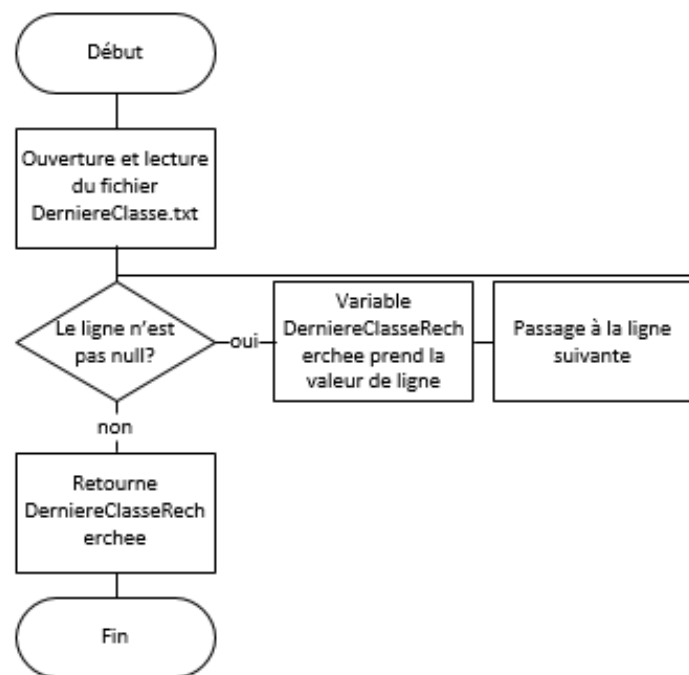 Début
Ouverture et lecture
du fichier
DerniereClasse.txt
Le ligne n'est
pas null?
oui
Variable
DerniereClasseRech
erchee prend la
valeur de ligne
Passage à la ligne
suivante
non
Retourne
DerniereClasseRech
erchee
Fin